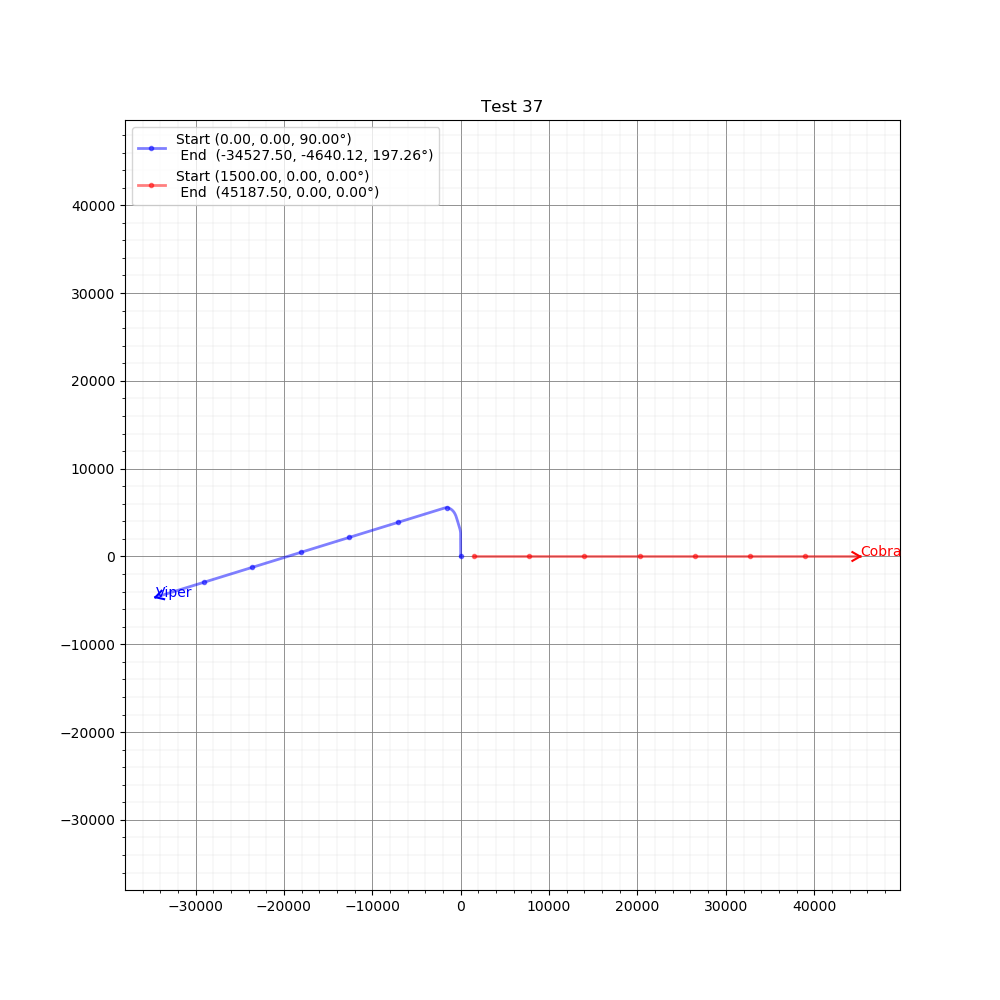 Test 37
Start (0.00, 0.00, 90.00°)
End (-34527.50, -4640.12, 197.26°)
Start (1500.00, 0.00, 0.00°)
End (45187.50, 0.00, 0.00°)
40000
30000
20000
10000
0
−10000
−20000
−30000
Cobra
Viper
−30000 −20000 −10000 0 10000 20000 30000 40000